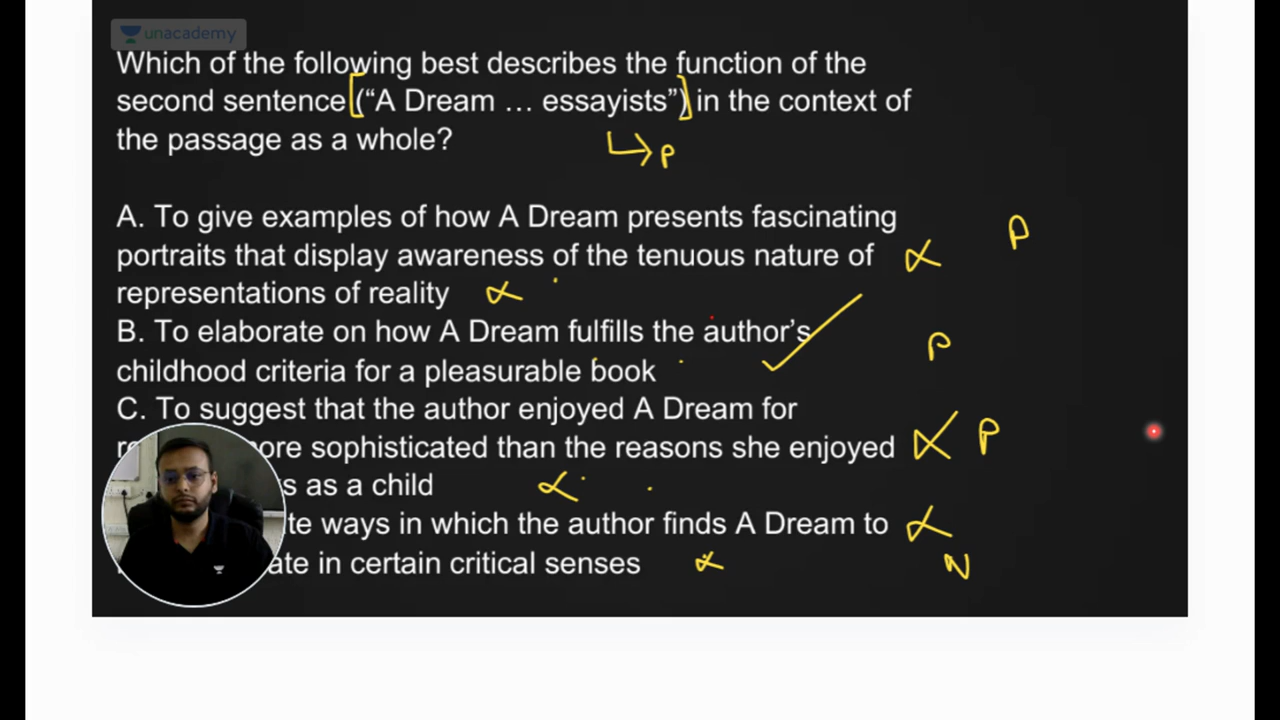 unacademy
Which of the following best describes the function of the
second sentence [(“A Dream … essayists”)] in the context of
the passage as a whole?
↳ P
A. To give examples of how A Dream presents fascinating
P
portraits that display awareness of the tenuous nature of
representations of reality
B. To elaborate on how A Dream fulfills the author’s
P
childhood criteria for a pleasurable book
C. To suggest that the author enjoyed A Dream for
ore sophisticated than the reasons she enjoyed P
s as a child
te ways in which the author finds A Dream to
ate in certain critical senses N